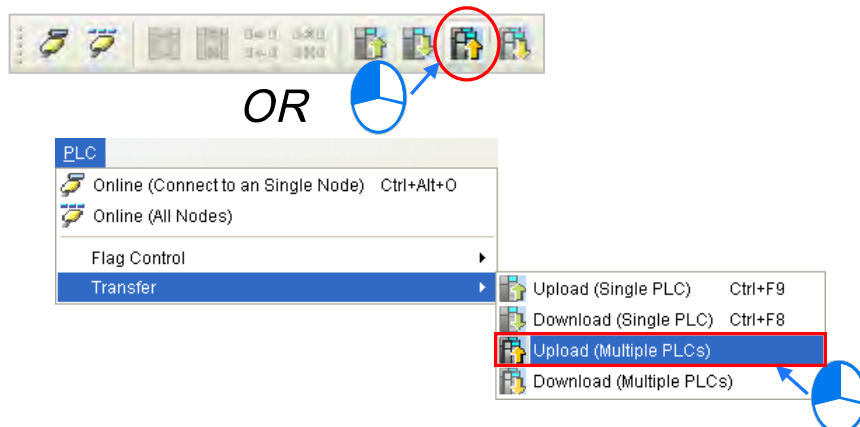 OR
PLC
Online (Connect to an Single Node) Ctrl+Alt+O
Online (All Nodes)
Flag Control
Transfer
Upload (Single PLC) Ctrl+F9
Download (Single PLC) Ctrl+F8
Upload (Multiple PLCs)
Download (Multiple PLCs)